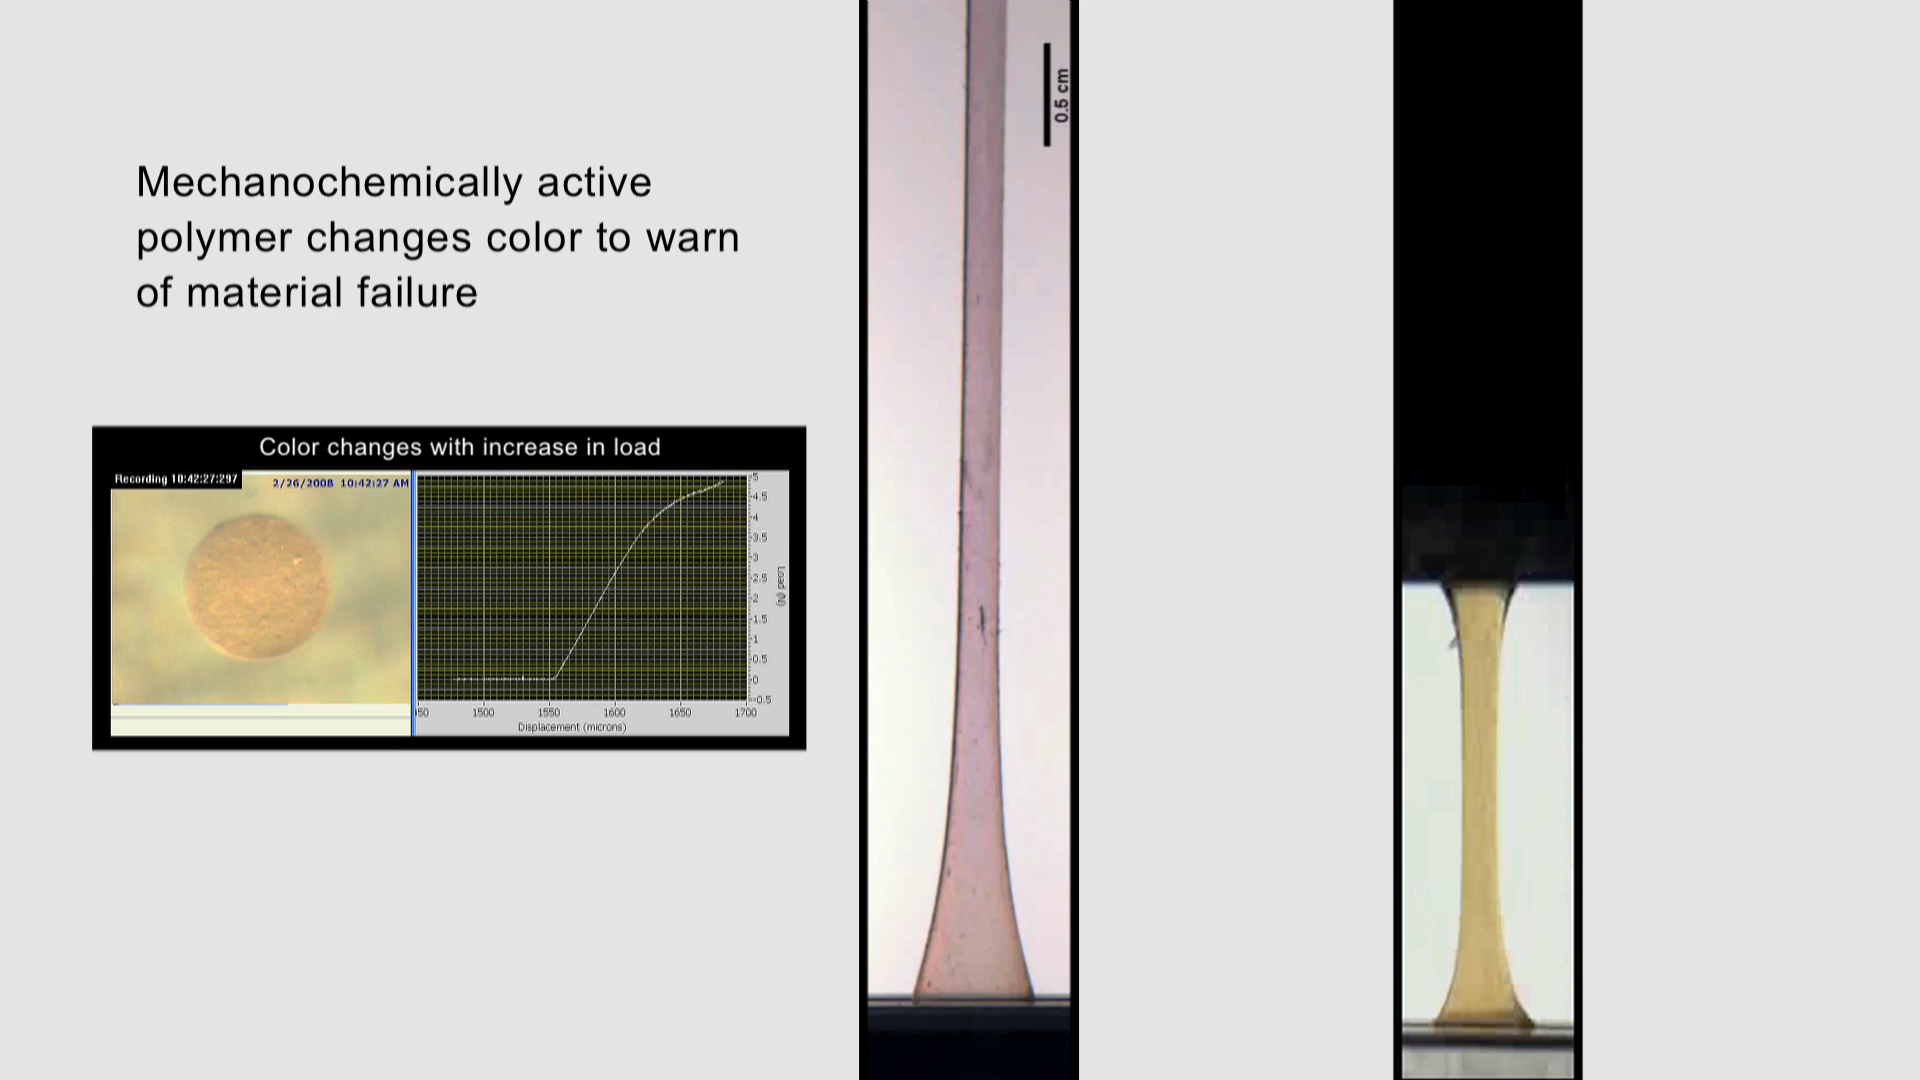 Mechanochemically active
polymer changes color to warn
of material failure
0.5 cm
Color changes with increase in load
Recording 10:42:27:297
2/26/2008 10:42:27 AM
5
4.5
4
3.5
3
2.5
2
1.5
1
0.5
0
-0.5
Load (N)
1500
1550
1600
1650
1700
Displacement (microns)